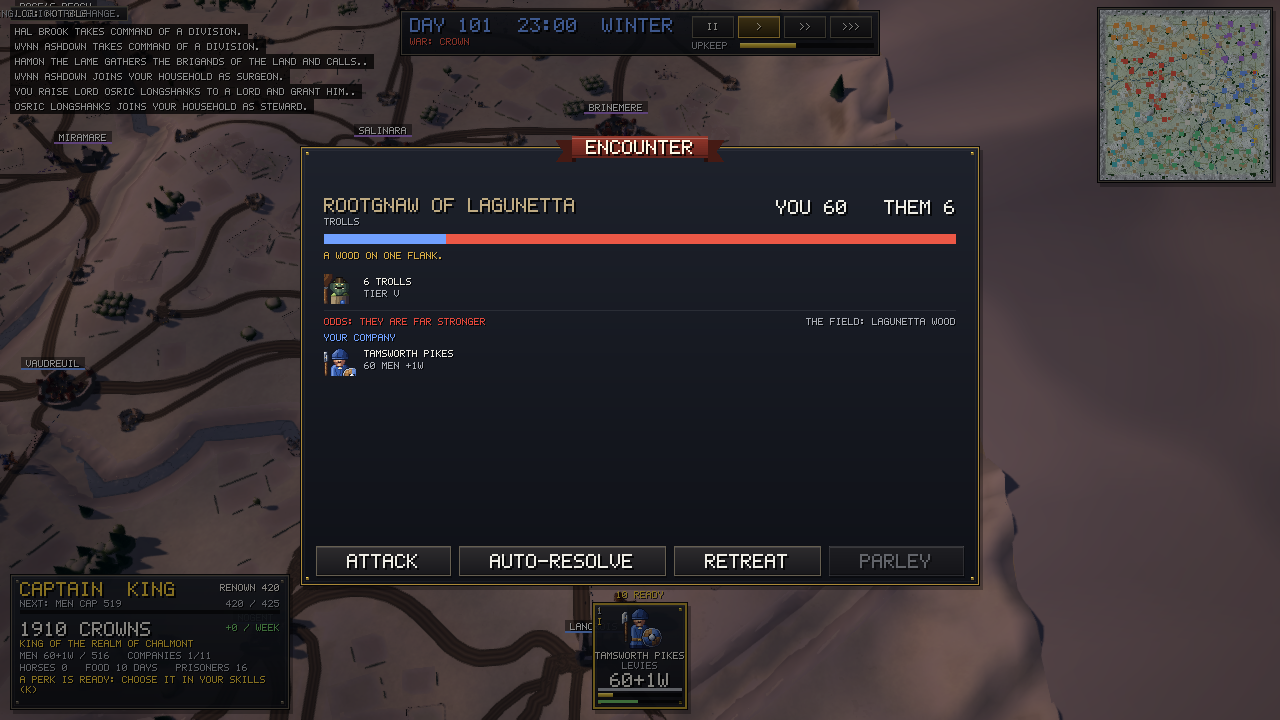 HAL BROOK TAKES COMMAND OF A DIVISION.
WYNN ASHDOWN TAKES COMMAND OF A DIVISION.
HAMON THE LAME GATHERS THE BRIGANDS OF THE LAND AND CALLS..
WYNN ASHDOWN JOINS YOUR HOUSEHOLD AS SURGEON.
YOU RAISE LORD OSRIC LONGSHANKS TO A LORD AND GRANT HIM..
OSRIC LONGSHANKS JOINS YOUR HOUSEHOLD AS STEWARD.
DAY 101 23:00 WINTER
WAR: CROWN
II > >> >>>
UPKEEP
BRINEMERE
SALINARA
MIRAMARE
VAUDREUIL
ENCOUNTER
ROOTGNAW OF LAGUNETTA
YOU 60 THEM 6
TROLLS
A WOOD ON ONE FLANK.
6 TROLLS
TIER V
ODDS: THEY ARE FAR STRONGER
THE FIELD: LAGUNETTA WOOD
YOUR COMPANY
TAMSWORTH PIKES
60 MEN +1W
ATTACK
AUTO-RESOLVE
RETREAT
PARLEY
CAPTAIN KING
RENOWN 420
NEXT: MEN CAP 519
420 / 425
1910 CROWNS
+0 / WEEK
KING OF THE REALM OF CHALMONT
MEN 60+1W / 516 COMPANIES 1/11
HORSES 0 FOOD 10 DAYS PRISONERS 16
A PERK IS READY: CHOOSE IT IN YOUR SKILLS
(K)
10 READY
1
I
TAMSWORTH PIKES
LEVIES
60+1W